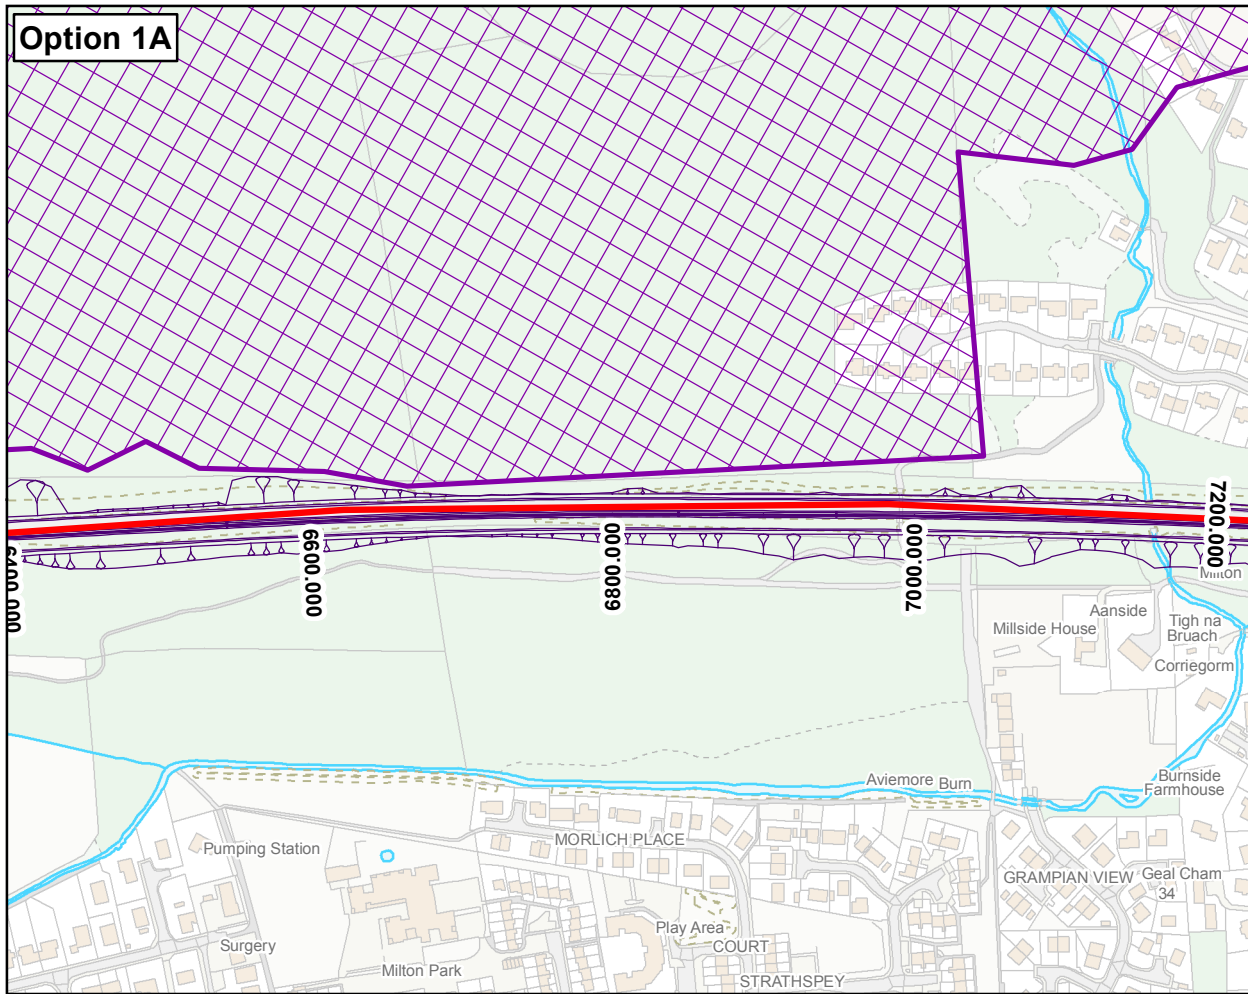 Option 1A
6400.000
6600.000
6800.000
7000.000
7200.000
Milton
Aanside
Millside House
Tigh na
Bruach
Corriegorm
Aviemore Burn
Burnside
Farmhouse
MORLICH PLACE
Pumping Station
GRAMPIAN VIEW
Geal Cham
34
Play Area
Surgery
COURT
Milton Park
STRATHSPEY